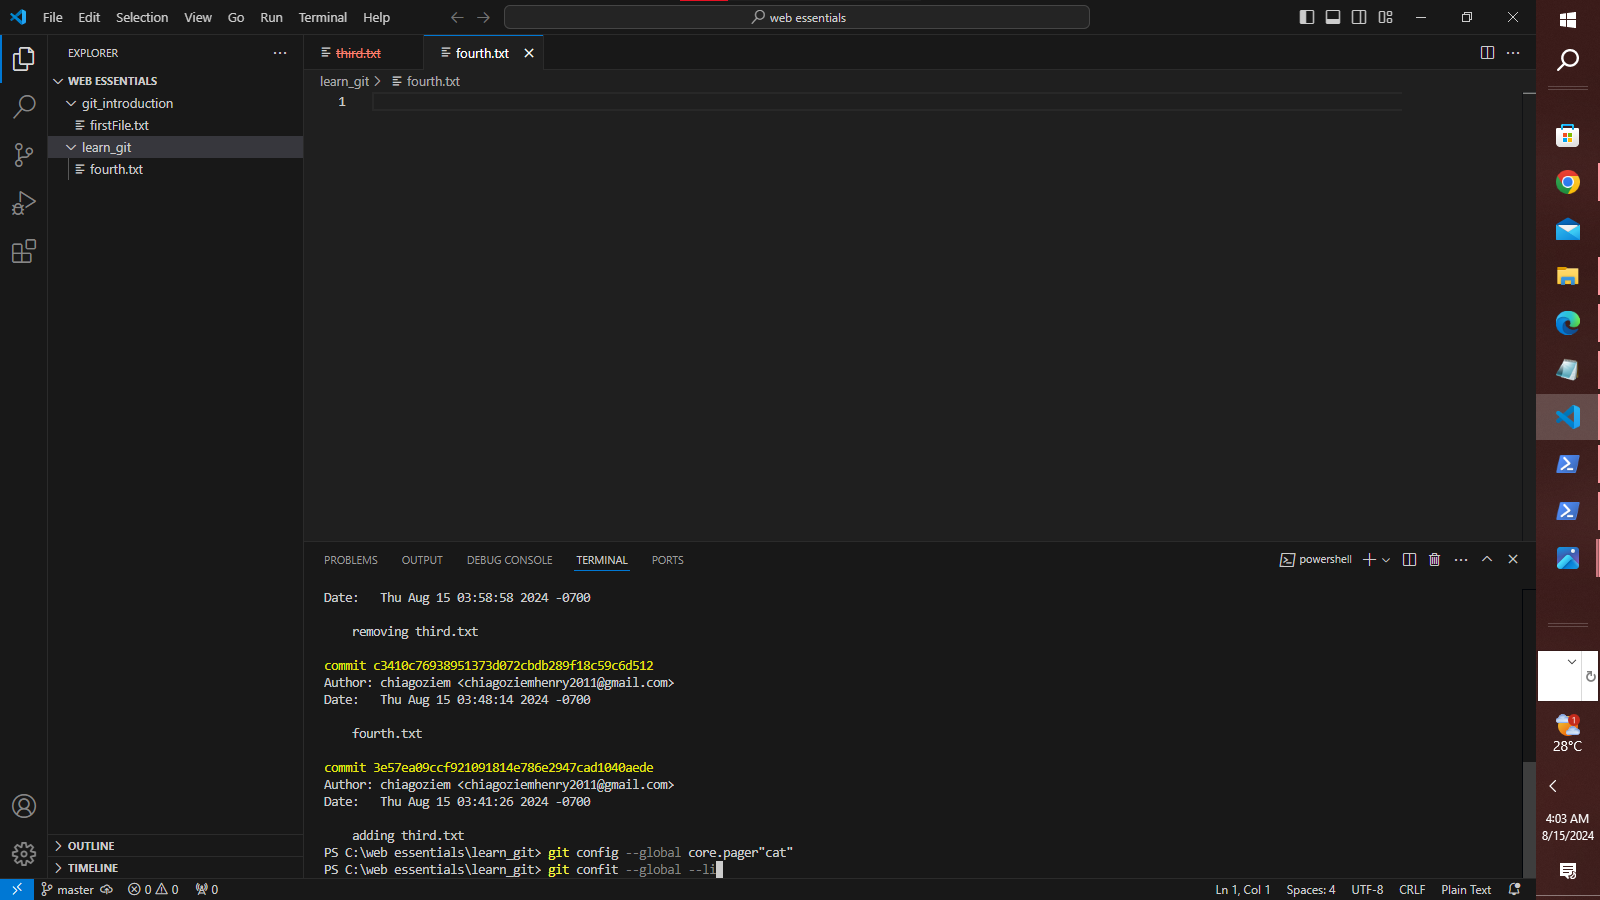 File Edit Selection View Go Run Terminal Help
web essentials
EXPLORER
WEB ESSENTIALS
git_introduction
firstFile.txt
learn_git
fourth.txt
OUTLINE
TIMELINE
third.txt
fourth.txt
learn_git > fourth.txt
1
PROBLEMS OUTPUT DEBUG CONSOLE TERMINAL PORTS
powershell
Date:   Thu Aug 15 03:58:58 2024 -0700
removing third.txt
commit c3410c76938951373d072cbdb289f18c59c6d512
Author: chiagoziem <chiagoziemhenry2011@gmail.com>
Date:   Thu Aug 15 03:48:14 2024 -0700
fourth.txt
commit 3e57ea09ccf921091814e786e2947cad1040aede
Author: chiagoziem <chiagoziemhenry2011@gmail.com>
Date:   Thu Aug 15 03:41:26 2024 -0700
adding third.txt
PS C:\web essentials\learn_git> git config --global core.pager"cat"
PS C:\web essentials\learn_git> git confit --global --li
master 0 0 0
Ln 1, Col 1 Spaces: 4 UTF-8 CRLF Plain Text
1
28°C
4:03 AM
8/15/2024